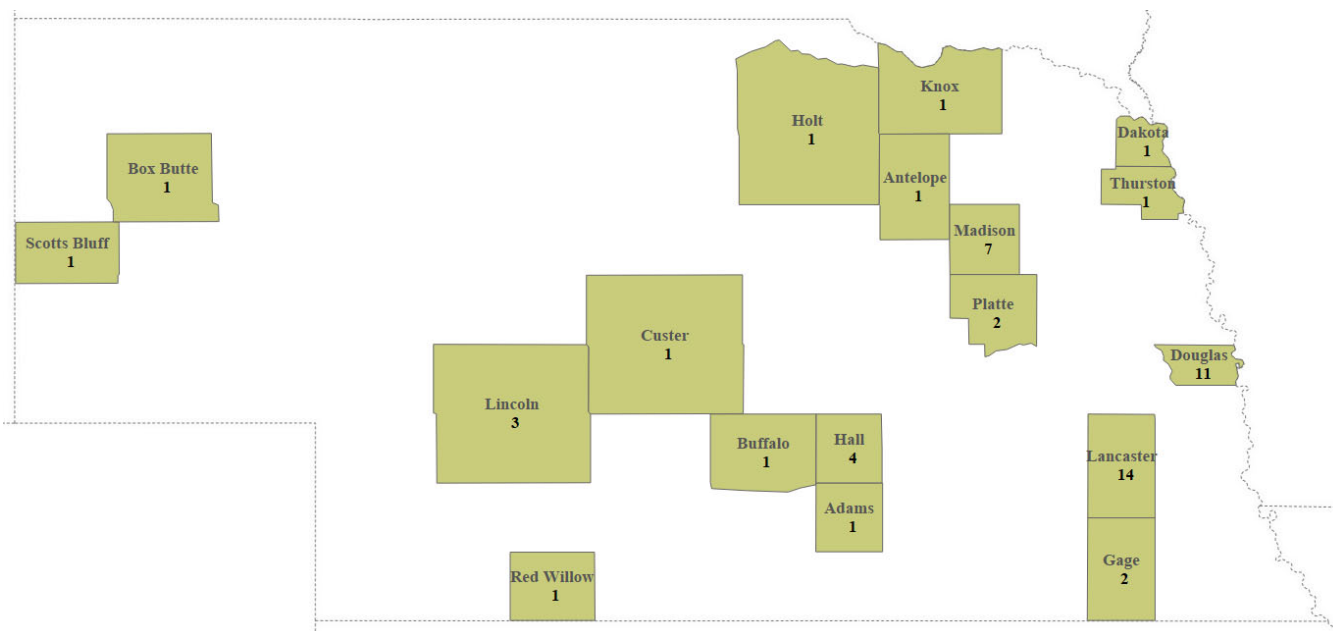 Knox
1
Holt
1
Dakota
1
Box Butte
1
Antelope
1
Thurston
1
Madison
7
Scotts Bluff
1
Platte
2
Custer
1
Douglas
11
Lincoln
3
Buffalo
1
Hall
4
Lancaster
14
Adams
1
Gage
2
Red Willow
1